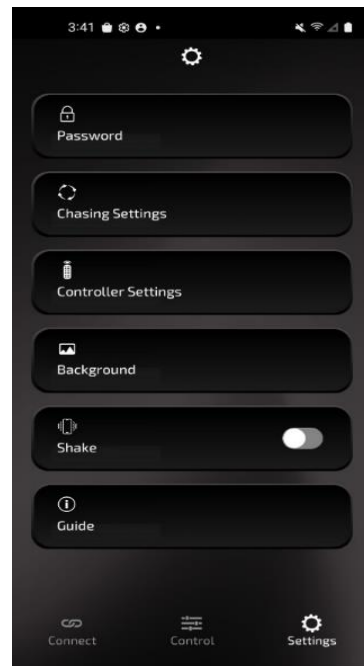 3:41
Password
Chasing Settings
Controller Settings
Background
Shake
Guide
Connect Control Settings